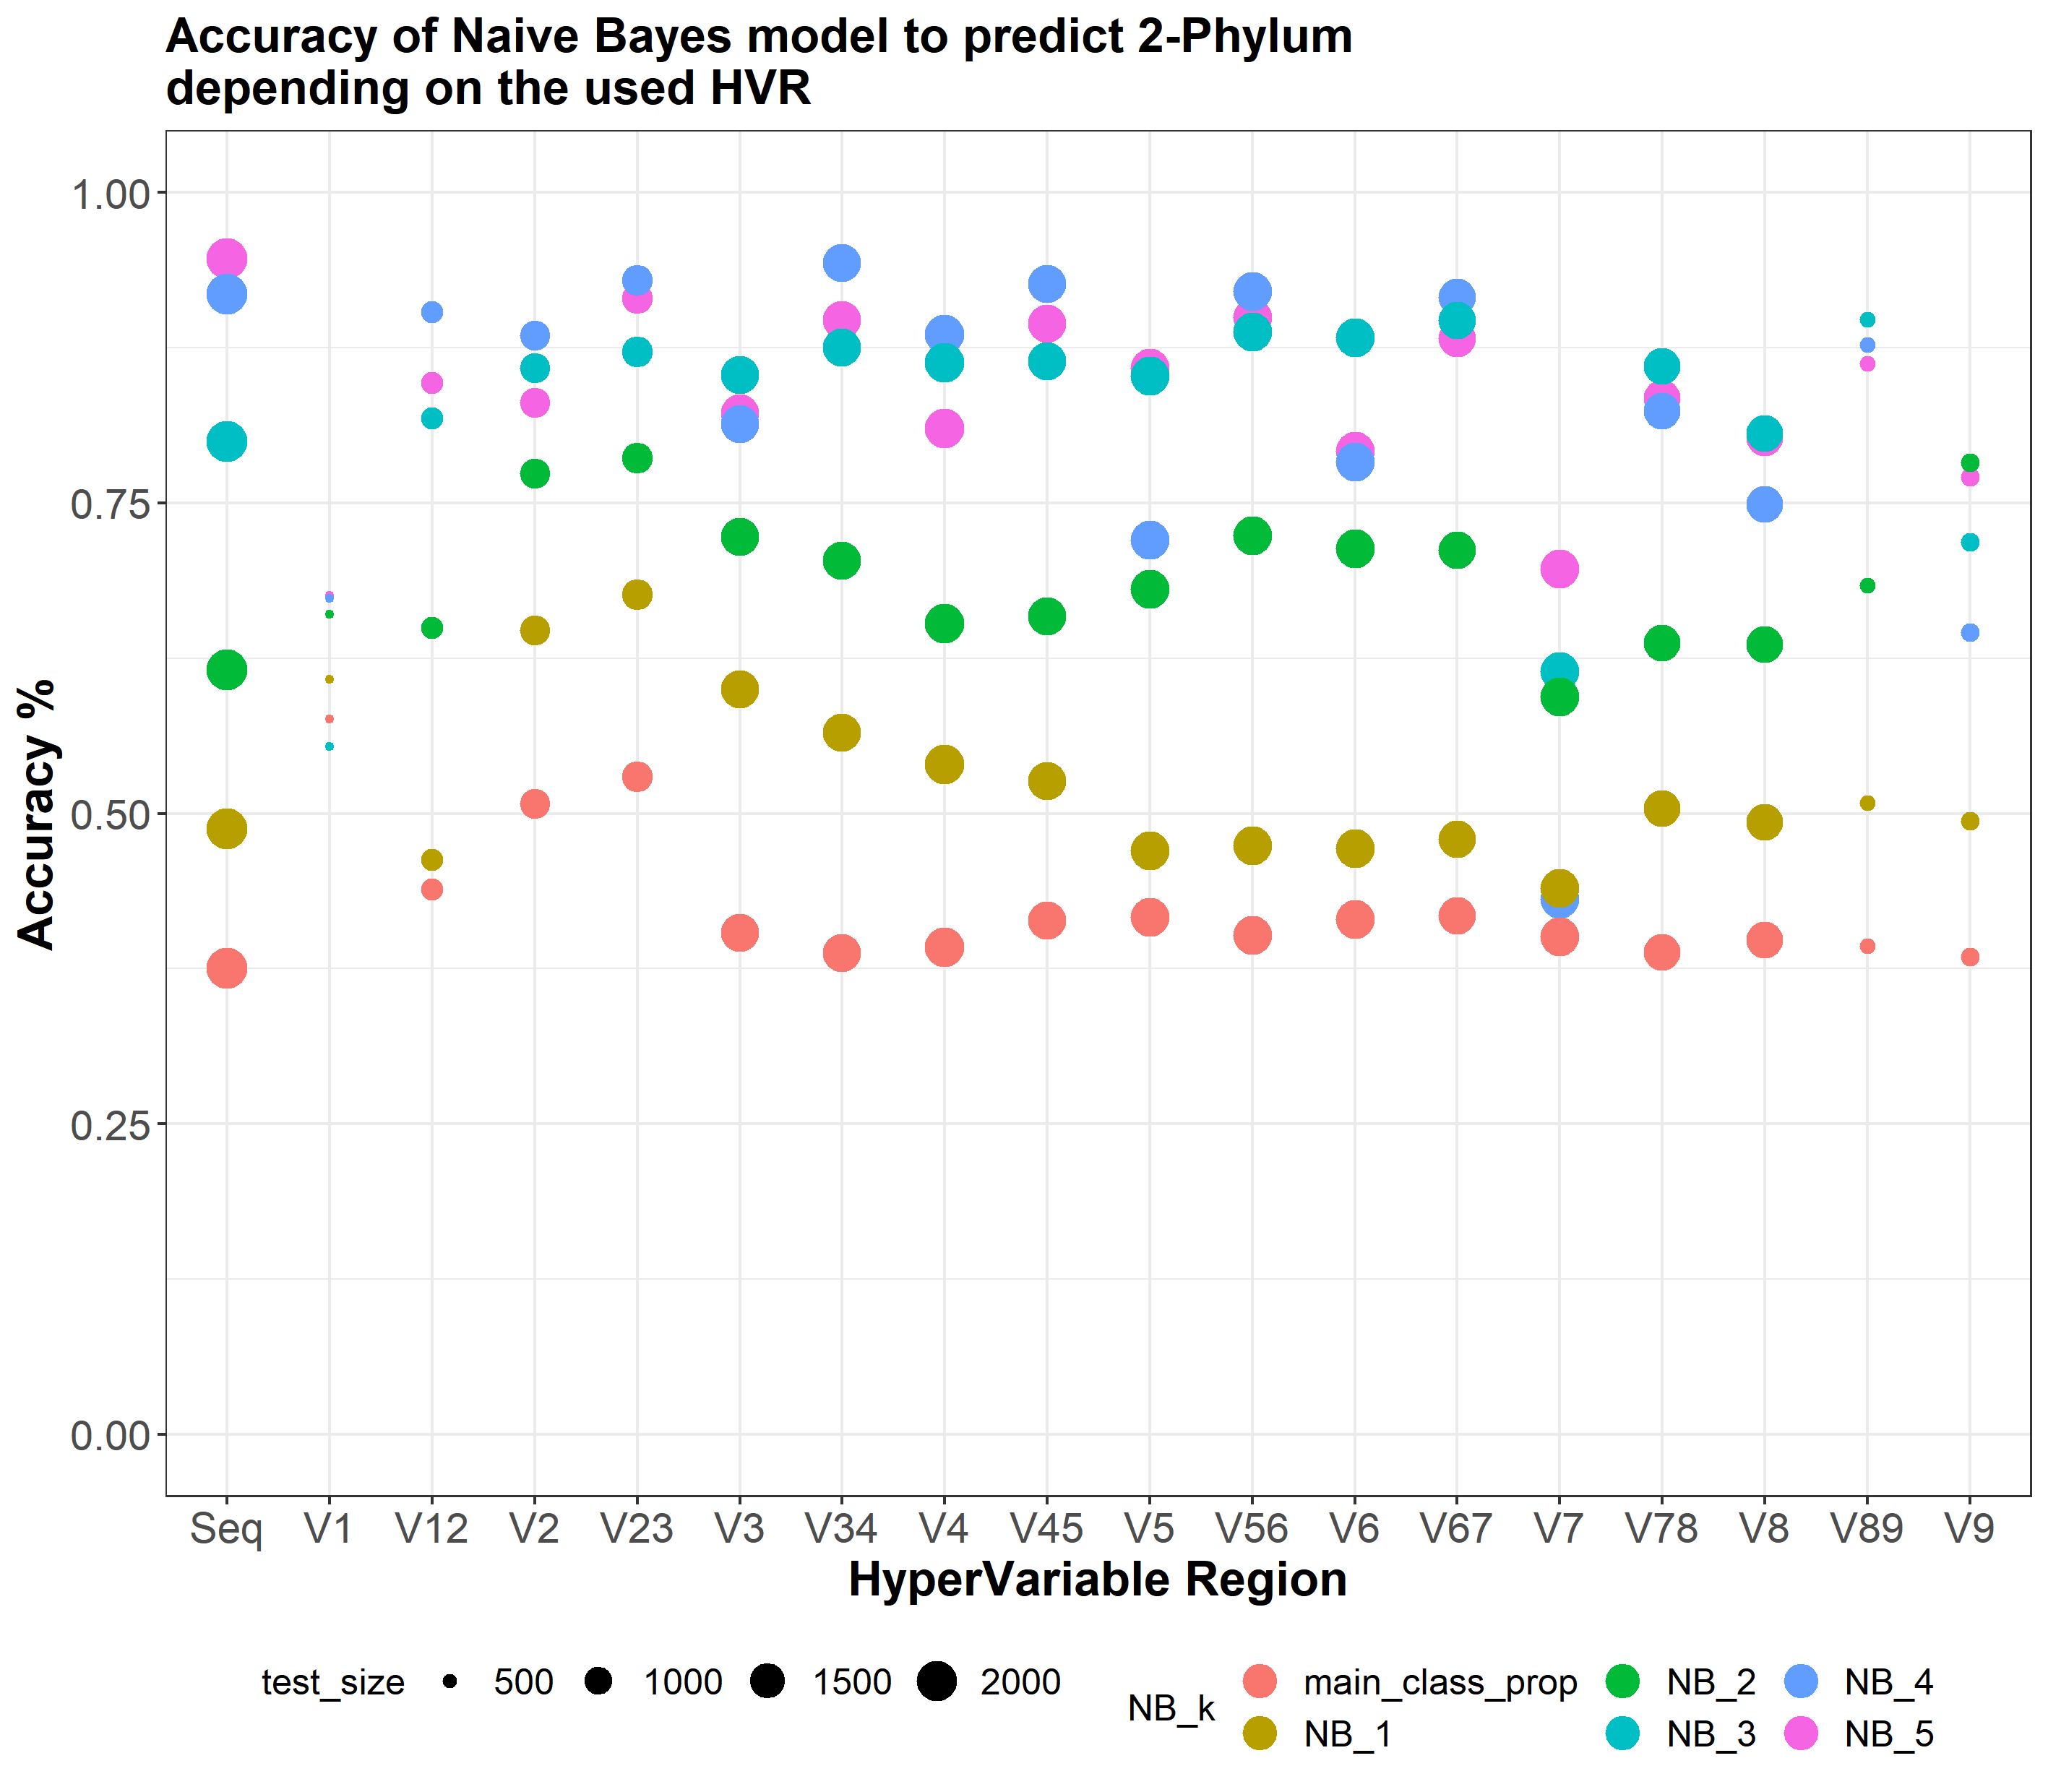 Accuracy of Naive Bayes model to predict 2-Phylum
depending on the used HVR
Accuracy %
1.00
0.75
0.50
0.25
0.00
Seq V1 V12 V2 V23 V3 V34 V4 V45 V5 V56 V6 V67 V7 V78 V8 V89 V9
HyperVariable Region
test_size 500 1000 1500 2000
NB_k
main_class_prop NB_2 NB_4
NB_1 NB_3 NB_5